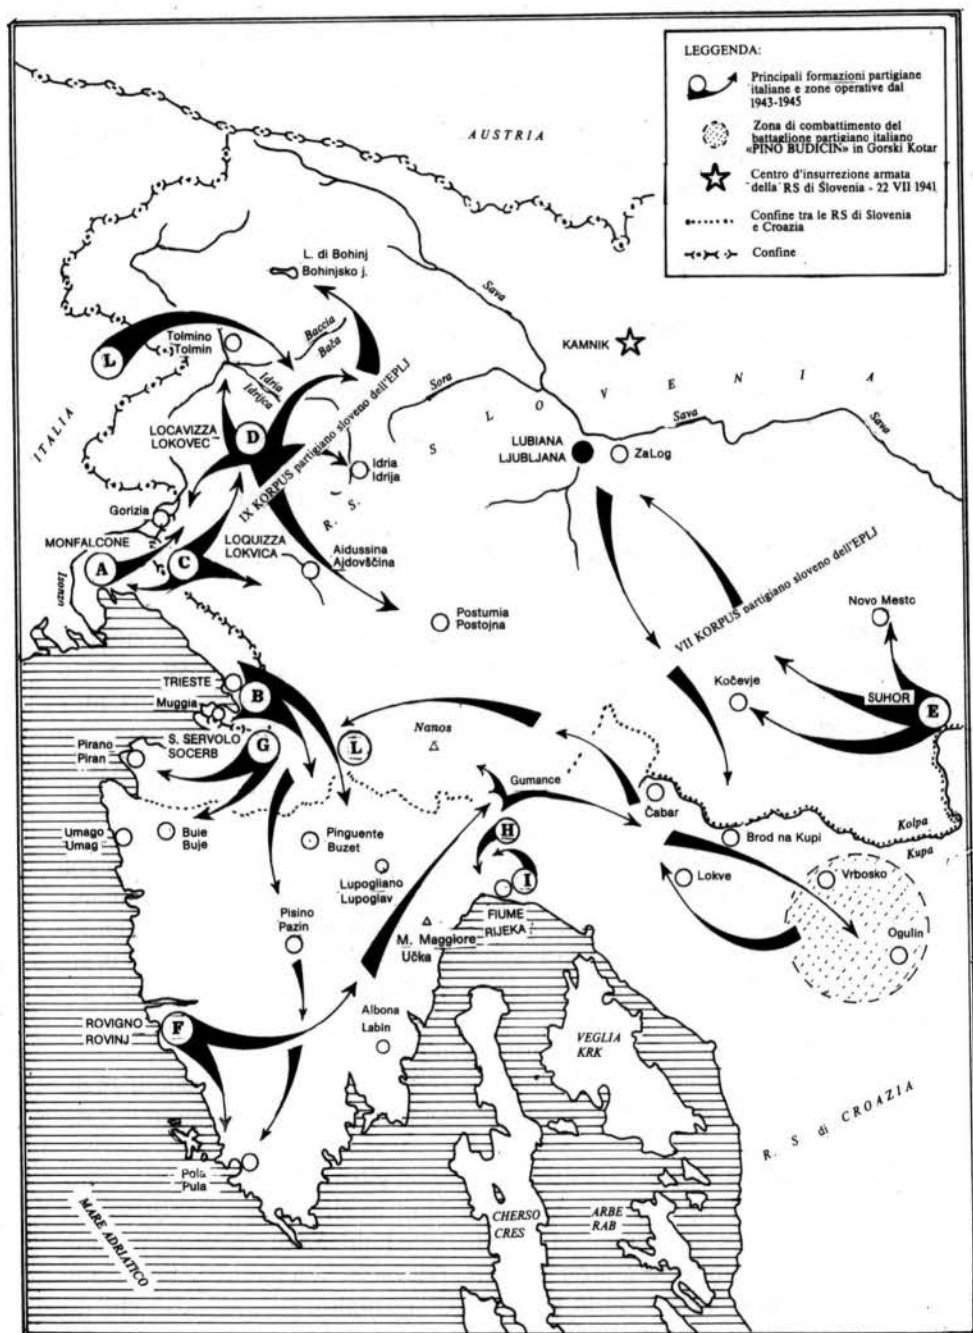 LEGGENDA:
Principali formazioni partigiane
italiane e zone operative dal
1943-1945
Zona di combattimento del
battaglione partigiano italiano
«PINO BUDICIN» in Gorski Kotar
Centro d'insurrezione armata
della RS di Slovenia - 22 VII 1941
Confine tra le RS di Slovenia
e Croazia
Confine
AUSTRIA
L. di Bohinj
Bohinjsko j.
Sava
KAMNIK
Tolmino
Tolmin
Baccia
Bača
L
Idria
Idrijca
Sora
SLOVENIA
Sava
Sava
ITALIA
LOCAVIZZA
LOKOVEC
D
IX KORPUS partigiano sloveno dell'EPLJ
LUBIANA
LJUBLJANA
ZaLog
Idria
Idrija
R. S.
Gorizia
MONFALCONE
A
C
LOQUIZZA
LOKVICA
Aidussina
Ajdovščina
Isonzo
Postumia
Postojna
VII KORPUS partigiano sloveno dell'EPLJ
Novo Mesto
TRIESTE
B
Muggia
Kočevje
SUHOR
E
S. SERVOLO
SOCERB
G
L
Nanos
Pirano
Piran
Gumance
Čabar
Kolpa
Kupa
Umago
Umag
Buie
Buje
Pinguente
Buzet
H
Brod na Kupi
Lupogliano
Lupoglav
I
Lokve
Vrbosko
Pisino
Pazin
FIUME
RIJEKA
M. Maggiore
Učka
Ogulin
ROVIGNO
ROVINJ
F
Albona
Labin
VEGLIA
KRK
R. S di CROAZIA
Pola
Pula
CHERSO
CRES
ARBE
RAB
MARE ADRIATICO